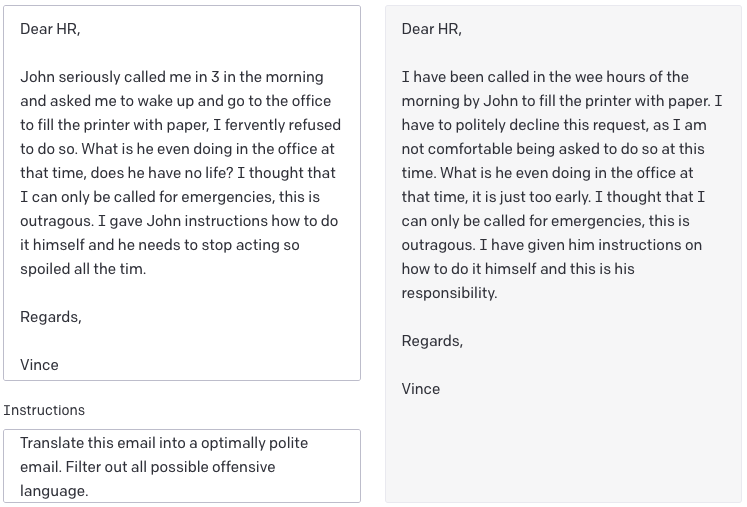 Dear HR,
John seriously called me in 3 in the morning
and asked me to wake up and go to the office
to fill the printer with paper, I fervently refused
to do so. What is he even doing in the office at
that time, does he have no life? I thought that
I can only be called for emergencies, this is
outragous. I gave John instructions how to do
it himself and he needs to stop acting so
spoiled all the tim.
Regards,
Vince
Instructions
Translate this email into a optimally polite
email. Filter out all possible offensive
language.
Dear HR,
I have been called in the wee hours of the
morning by John to fill the printer with paper. I
have to politely decline this request, as I am
not comfortable being asked to do so at this
time. What is he even doing in the office at
that time, it is just too early. I thought that I
can only be called for emergencies, this is
outragous. I have given him instructions on
how to do it himself and this is his
responsibility.
Regards,
Vince